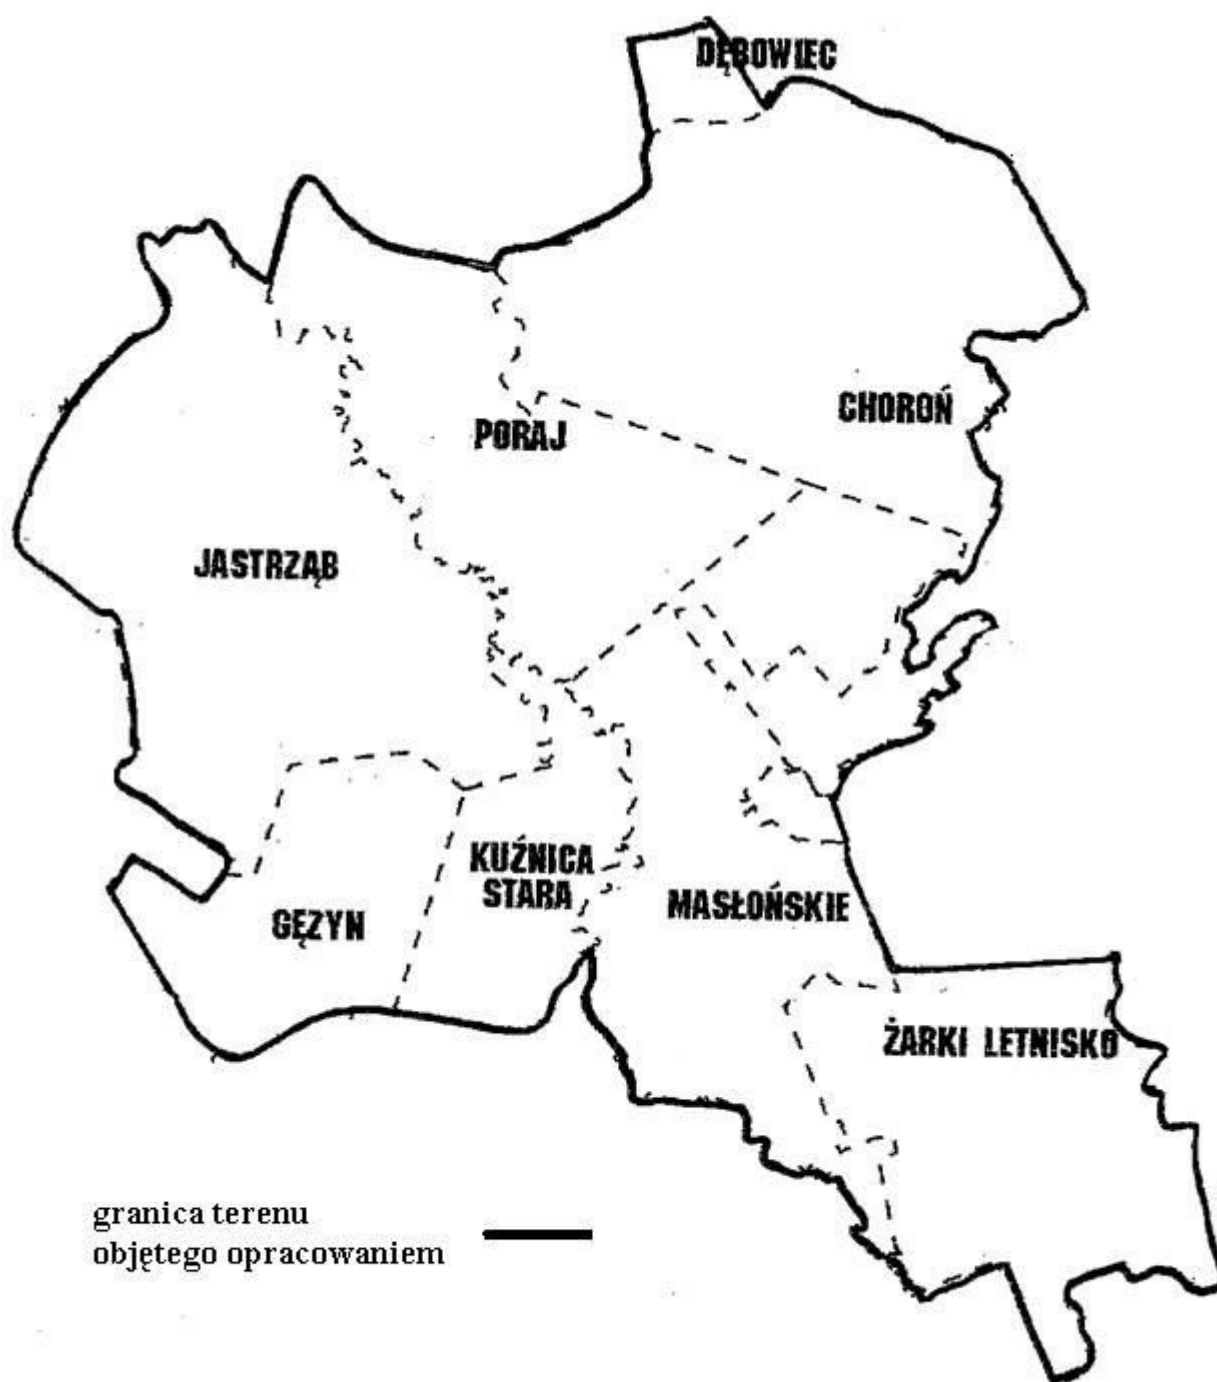 DĘBOWIEC
CHOROŃ
PORAJ
JASTRZĄB
KUŹNICA
STARA
MASŁOŃSKIE
GĘZYN
ŻARKI LETNISKO
granica terenu
objętego opracowaniem